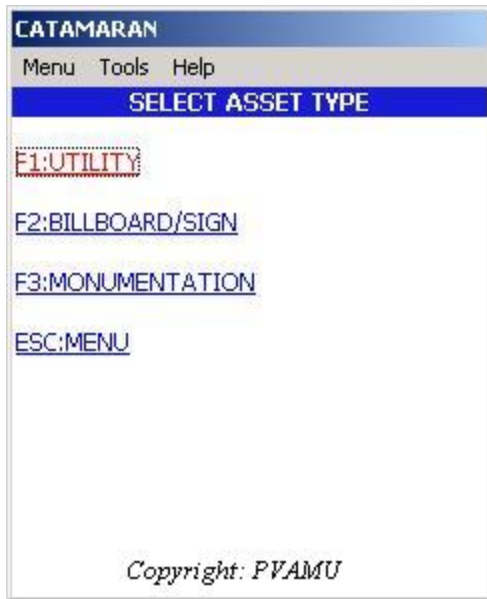 CATAMARAN
Menu Tools Help
SELECT ASSET TYPE
F1:UTILITY
F2:BILLBOARD/SIGN
F3:MONUMENTATION
ESC:MENU
Copyright: PVAMU